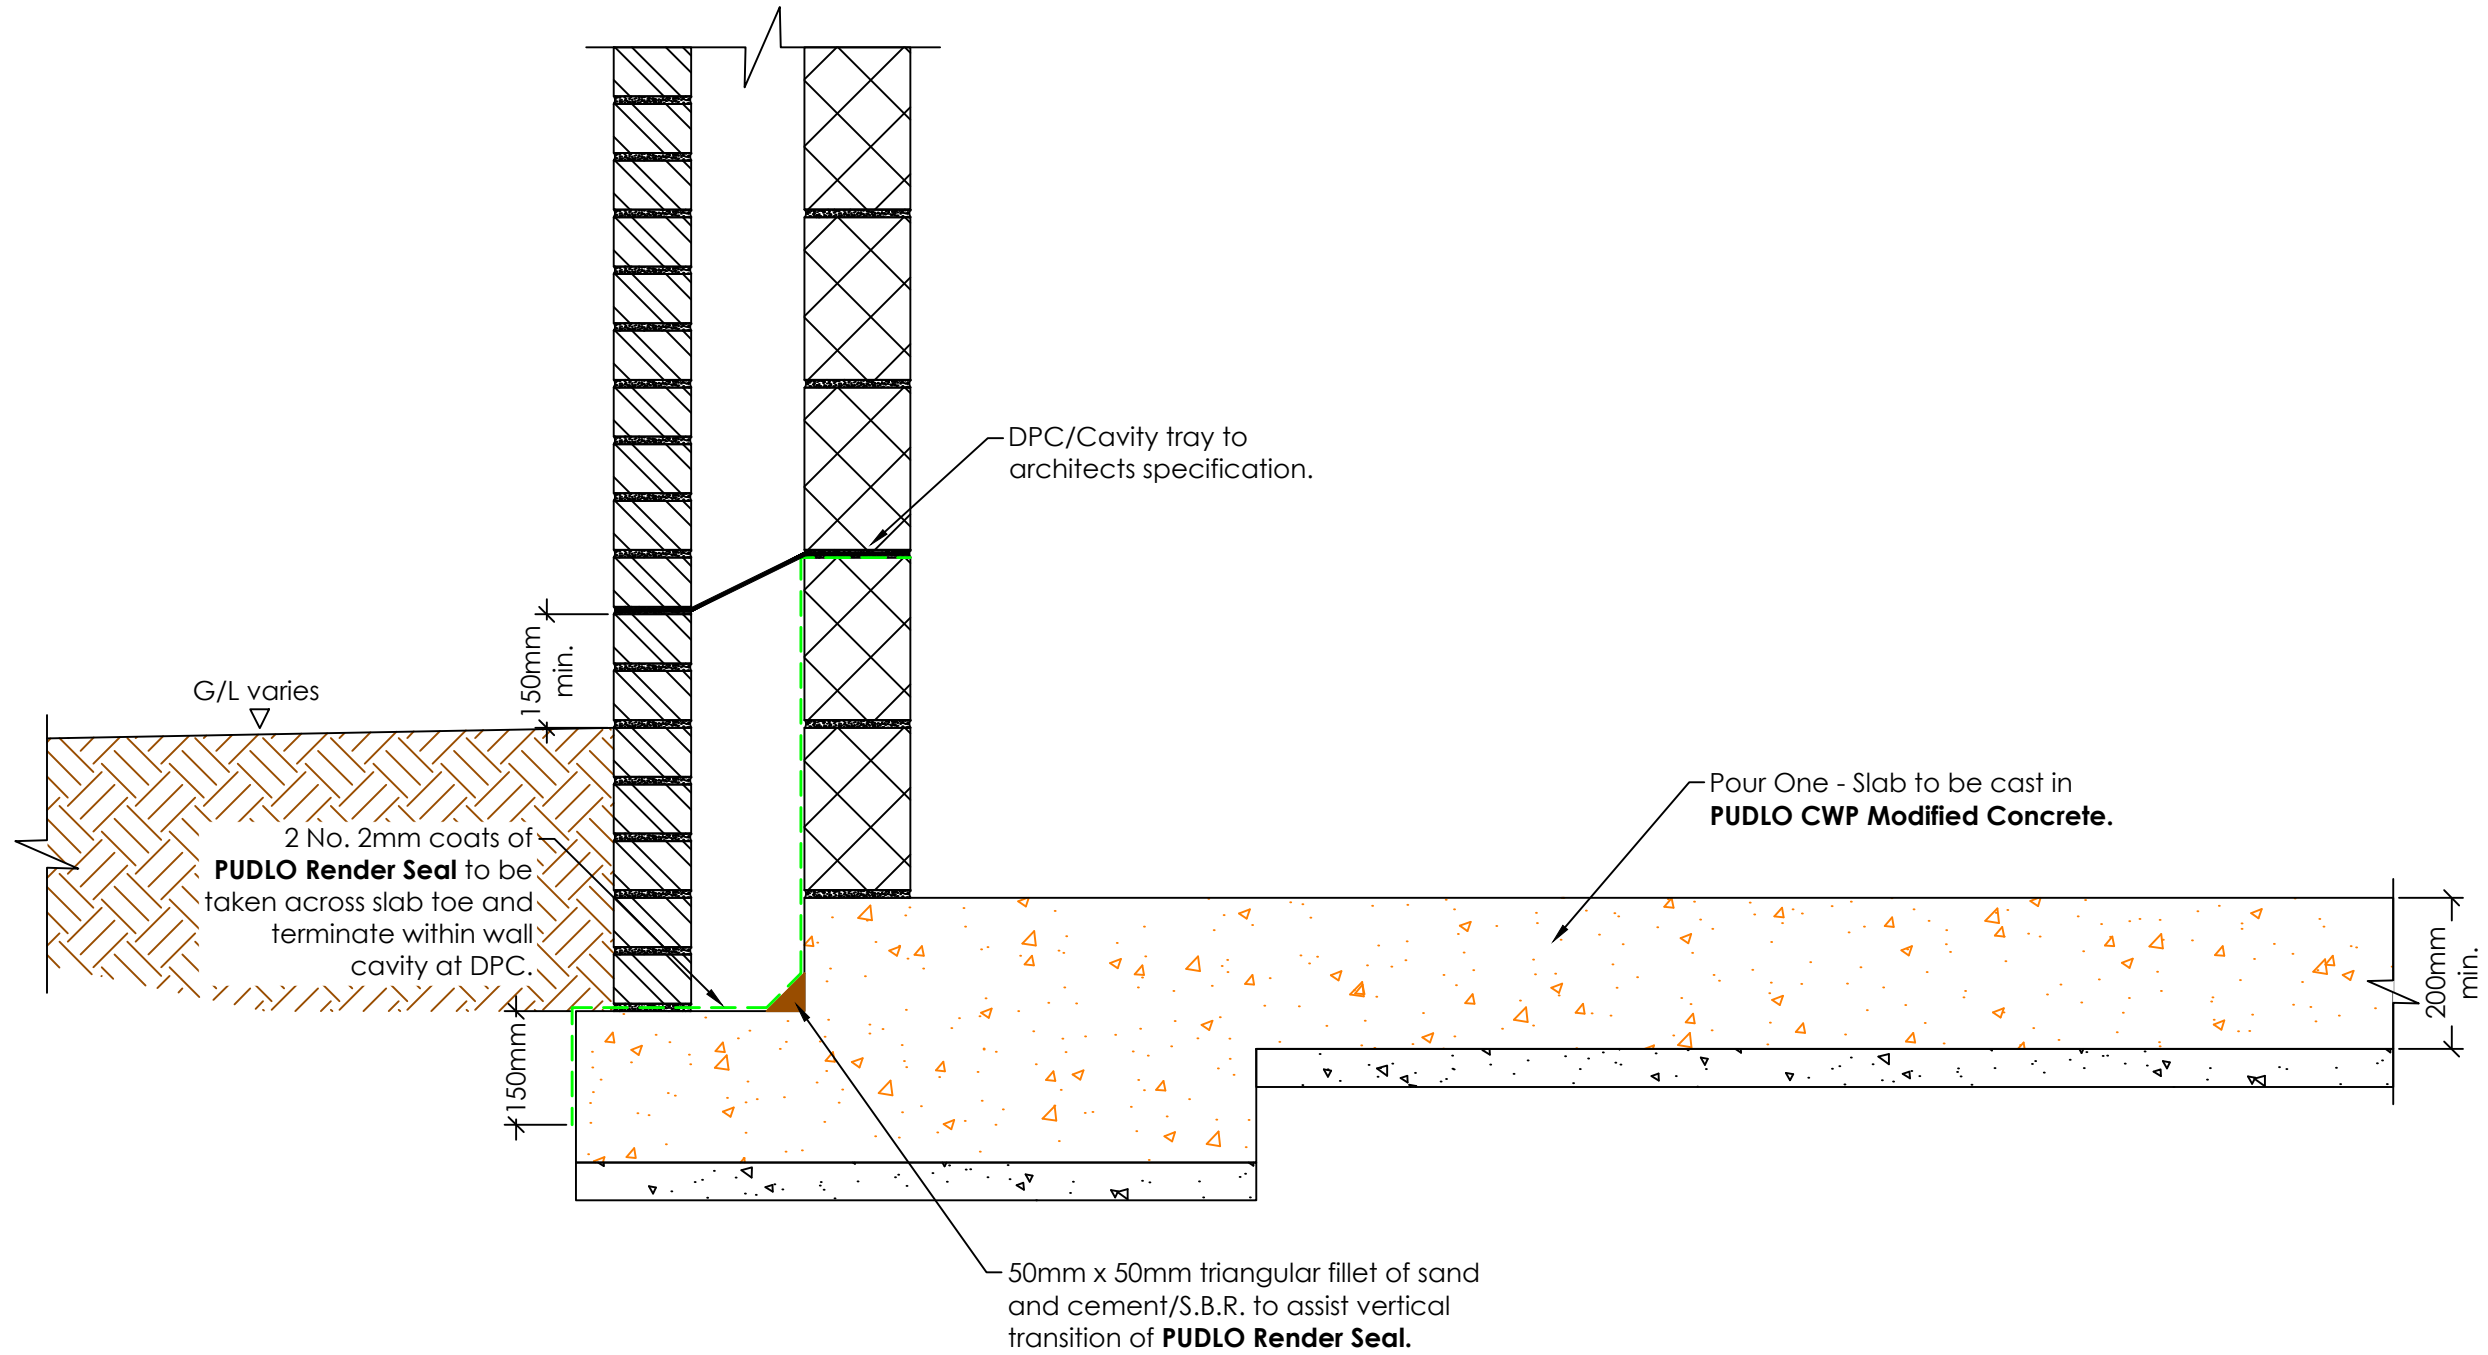 DPC/Cavity tray to
architects specification.
150mm
min.
G/L varies
Pour One - Slab to be cast in
PUDLO CWP Modified Concrete.
2 No. 2mm coats of
PUDLO Render Seal to be
taken across slab toe and
terminate within wall
cavity at DPC.
200mm
min.
150mm
50mm x 50mm triangular fillet of sand
and cement/S.B.R. to assist vertical
transition of PUDLO Render Seal.